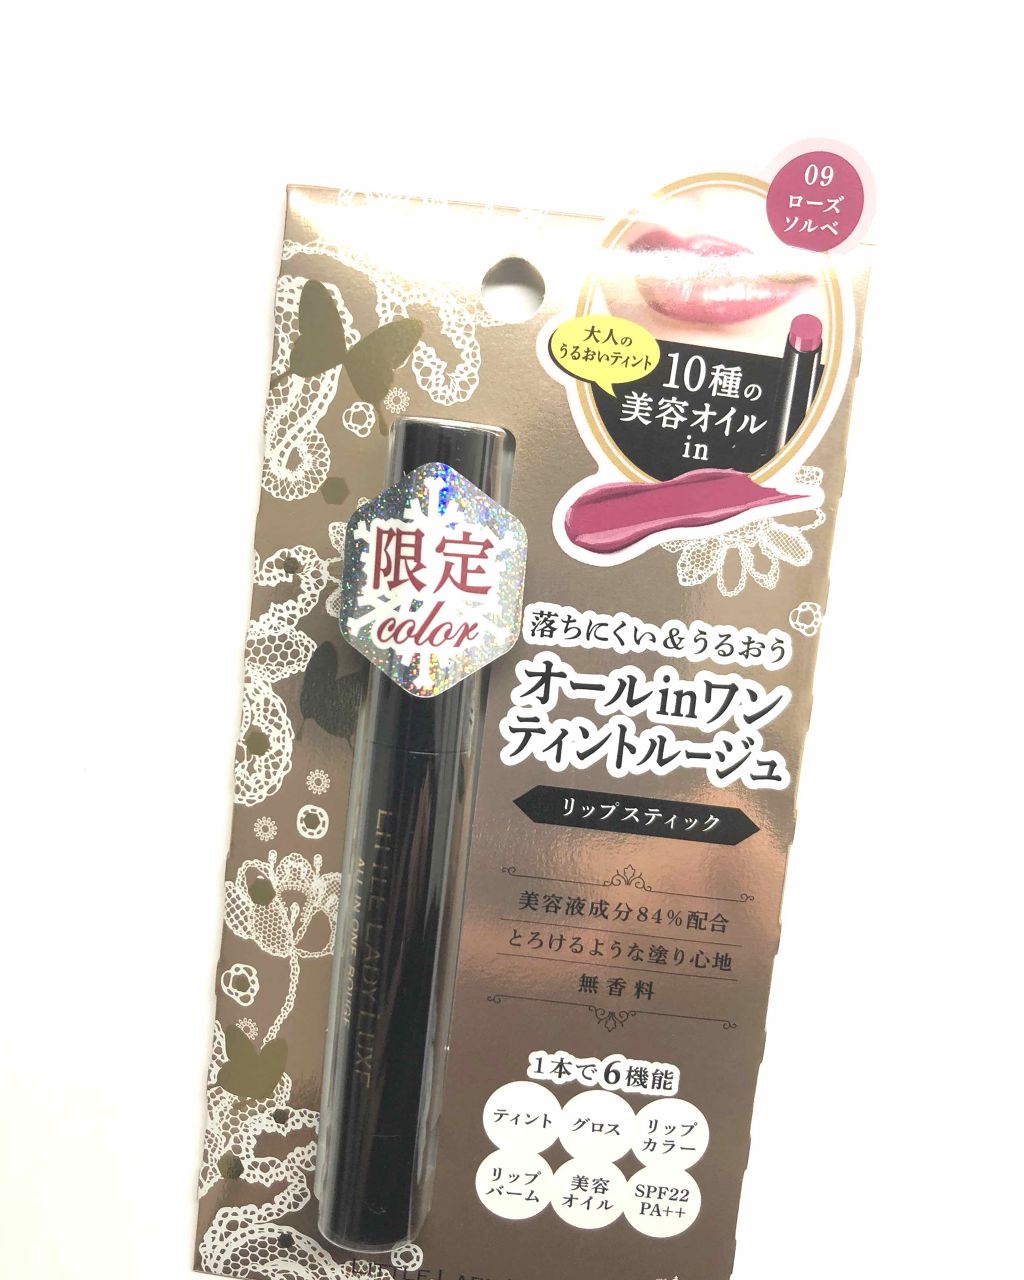 09
ローズ
ソルベ
大人の
うるおいティント
10種の
美容オイル
in
限定
color
落ちにくい&うるおう
オールinワン
ティントルージュ
リップスティック
美容液成分84%配合
とろけるような塗り心地
無香料
1本で6機能
ティント
グロス
リップ
カラー
リップ
バーム
美容
オイル
SPF22
PA++
LITTLE LADY LUXE
ALL IN ONE ROUGE